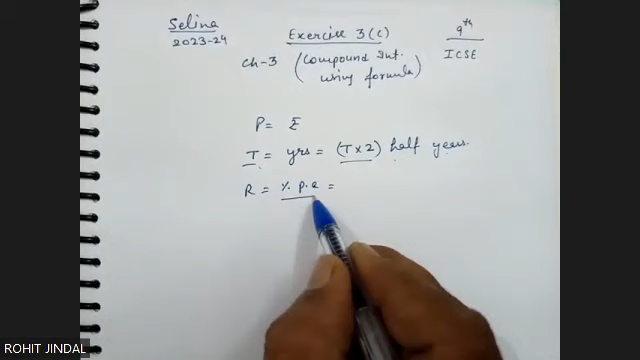 Selina
2023-24
Exercise 3(c)
9th
ICSE
Ch-3 (Compound Int. using formula)
P = ₹
T = yrs = (T×2) half years.
R = % p.a =
ROHIT JINDAL